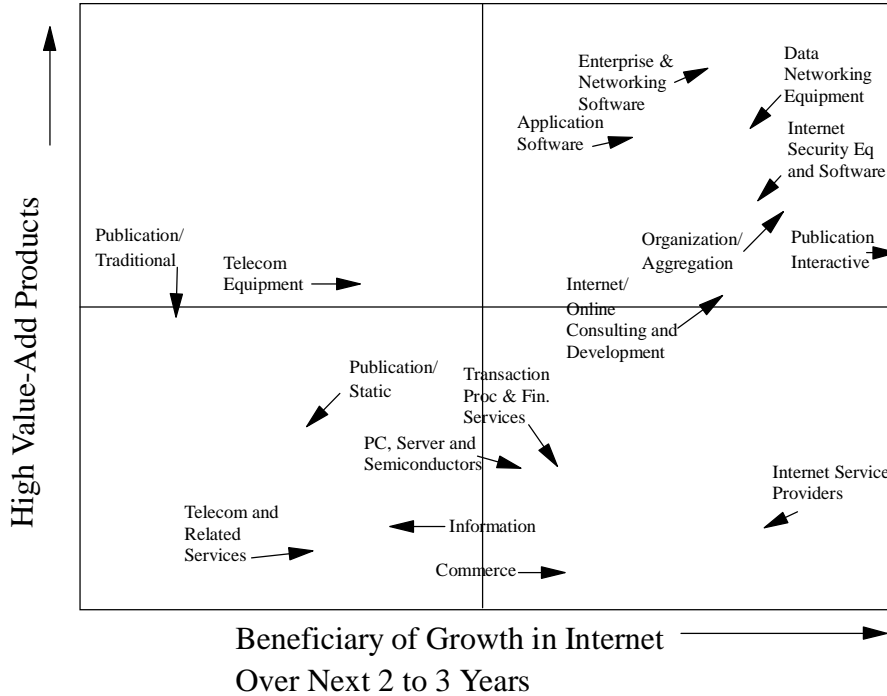 High Value-Add Products
Enterprise &
Networking
Software
Data
Networking
Equipment
Application
Software
Internet
Security Eq
and Software
Publication/
Traditional
Telecom
Equipment
Organization/
Aggregation
Publication
Interactive
Internet/
Online
Consulting and
Development
Publication/
Static
Transaction
Proc & Fin.
Services
PC, Server and
Semiconductors
Internet Service
Providers
Telecom and
Related
Services
Information
Commerce
Beneficiary of Growth in Internet
Over Next 2 to 3 Years